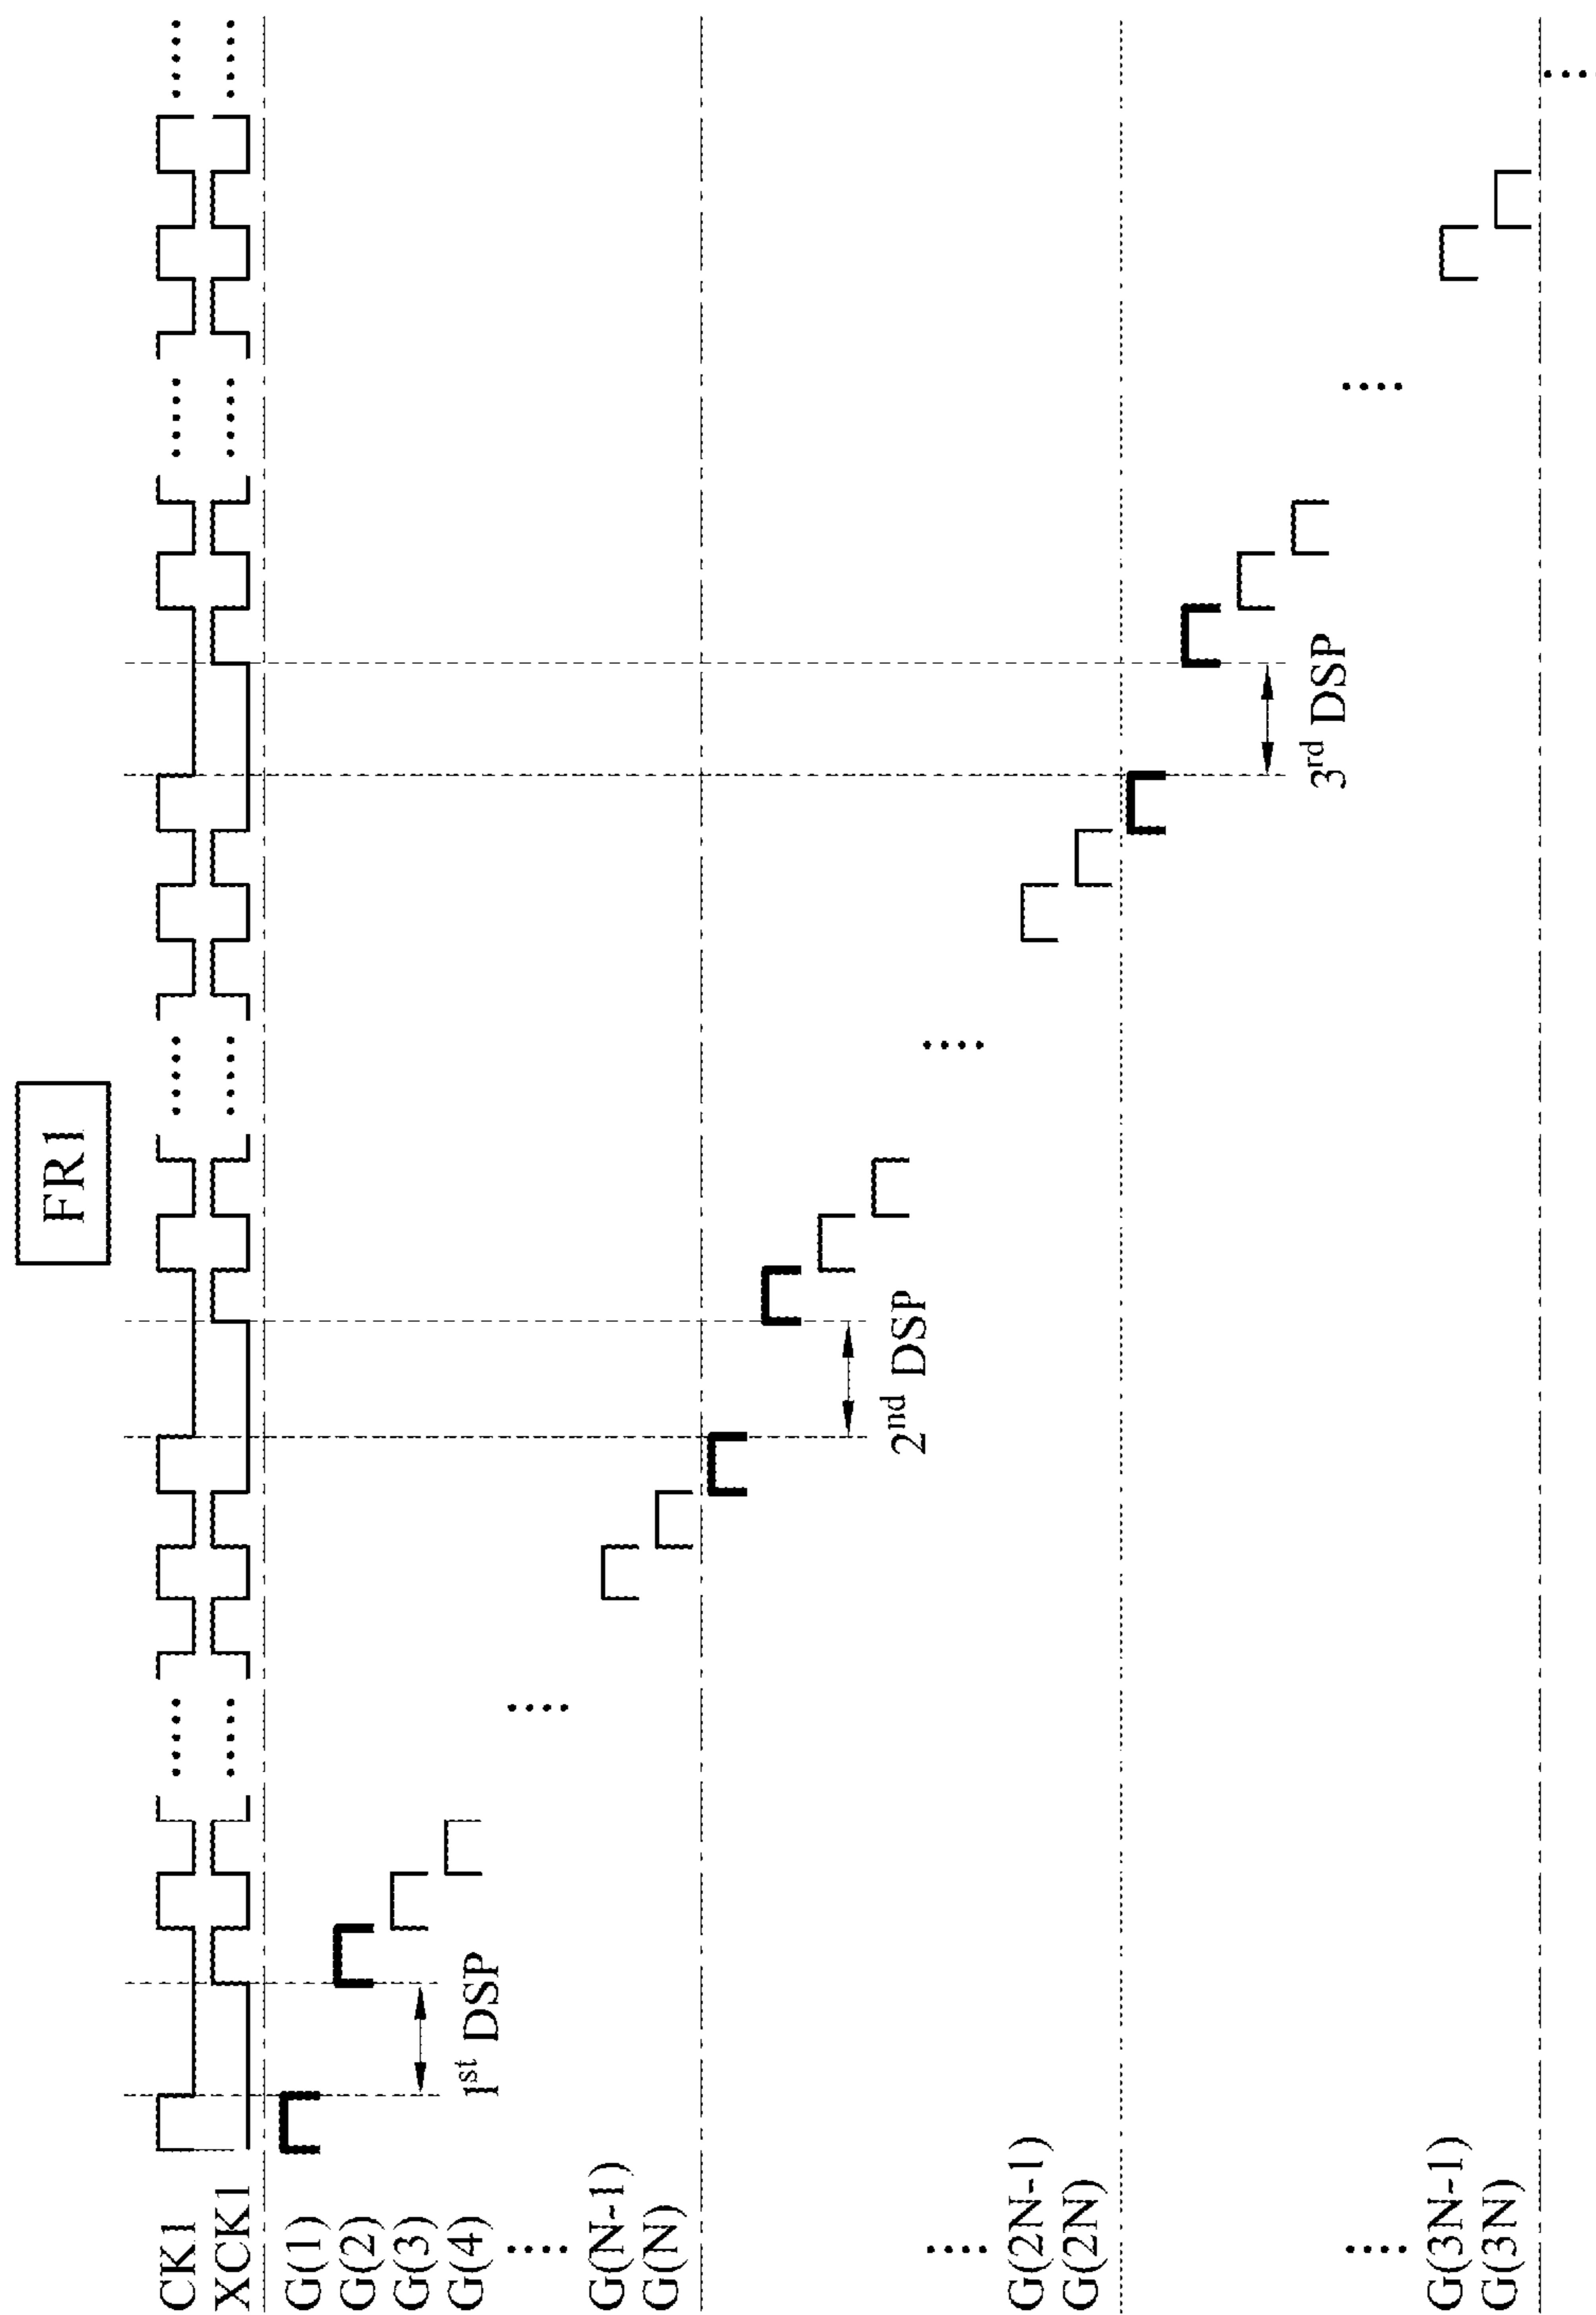 FR1
CK1
XCK1
G(1)
G(2)
G(3)
G(4)
1st DSP
G(N-1)
G(N)
2nd DSP
G(2N-1)
G(2N)
3rd DSP
G(3N-1)
G(3N)